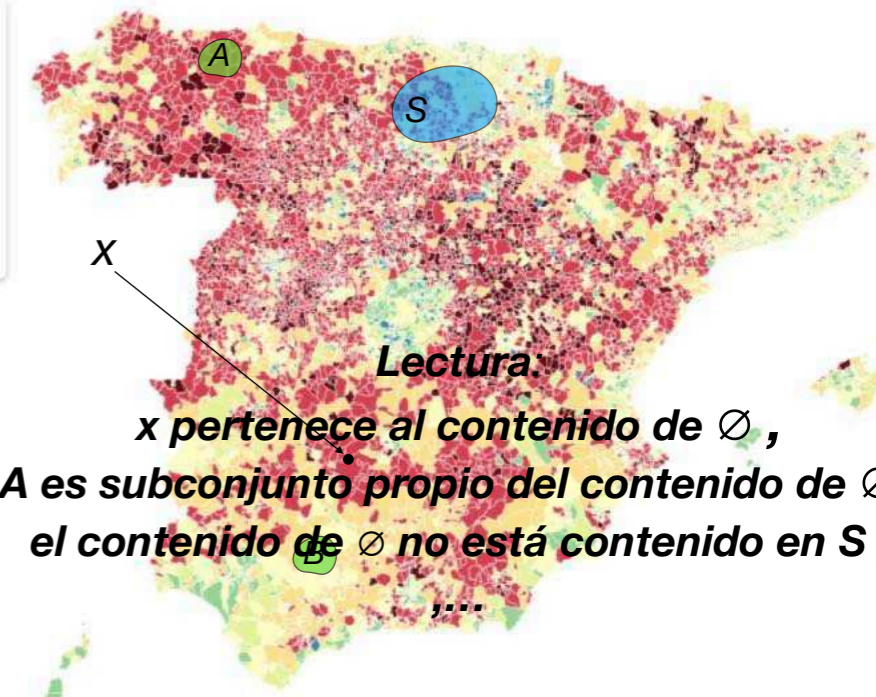 A
S
x
Lectura:
x pertenece al contenido de ∅ ,
A es subconjunto propio del contenido de ∅
el contenido de ∅ no está contenido en S
B
,...